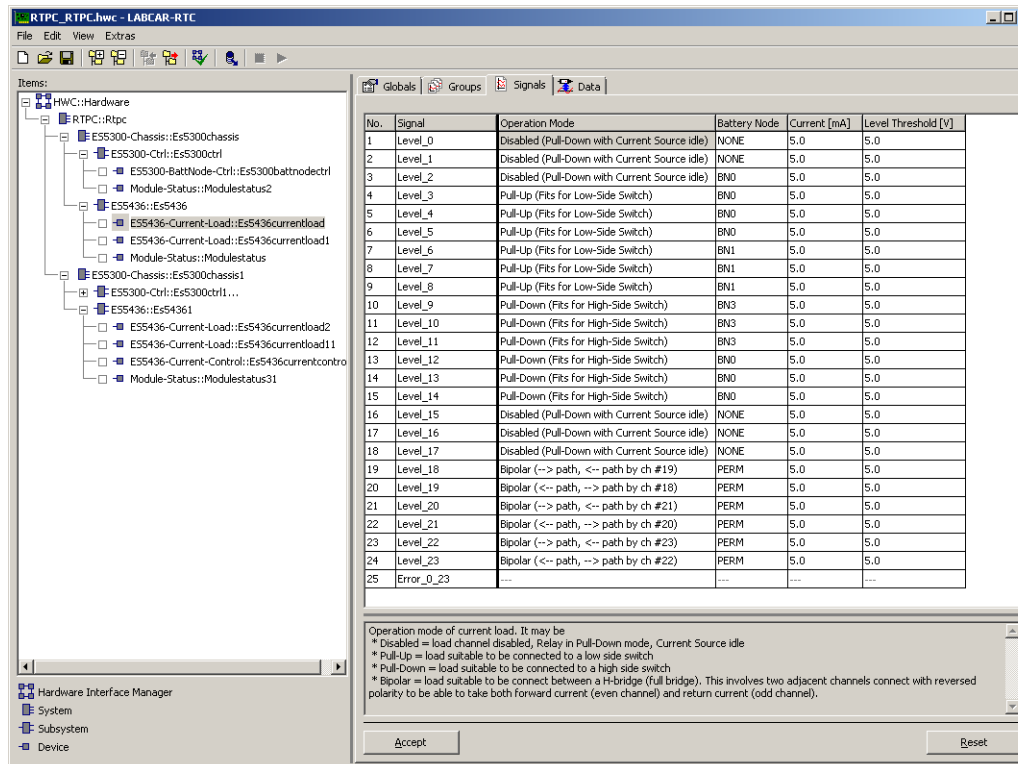 RTPC_RTPC.hwc - LABCAR-RTC
File Edit View Extras
Items:
HWC::Hardware
RTPC::Rtpc
ES5300-Chassis::Es5300chassis
ES5300-Ctrl::Es5300ctrl
ES5300-BattNode-Ctrl::Es5300battnodectrl
Module-Status::Modulestatus2
ES5436::Es5436
ES5436-Current-Load::Es5436currentload
ES5436-Current-Load::Es5436currentload1
Module-Status::Modulestatus
ES5300-Chassis::Es5300chassis1
ES5300-Ctrl::Es5300ctrl1...
ES5436::Es54361
ES5436-Current-Load::Es5436currentload2
ES5436-Current-Load::Es5436currentload11
ES5436-Current-Control::Es5436currentcontro
Module-Status::Modulestatus31
Hardware Interface Manager
System
Subsystem
Device
Globals Groups Signals Data
No. Signal Operation Mode Battery Node Current [mA] Level Threshold [V]
1 Level_0 Disabled (Pull-Down with Current Source idle) NONE 5.0 5.0
2 Level_1 Disabled (Pull-Down with Current Source idle) NONE 5.0 5.0
3 Level_2 Disabled (Pull-Down with Current Source idle) BN0 5.0 5.0
4 Level_3 Pull-Up (Fits for Low-Side Switch) BN0 5.0 5.0
5 Level_4 Pull-Up (Fits for Low-Side Switch) BN0 5.0 5.0
6 Level_5 Pull-Up (Fits for Low-Side Switch) BN0 5.0 5.0
7 Level_6 Pull-Up (Fits for Low-Side Switch) BN1 5.0 5.0
8 Level_7 Pull-Up (Fits for Low-Side Switch) BN1 5.0 5.0
9 Level_8 Pull-Up (Fits for Low-Side Switch) BN1 5.0 5.0
10 Level_9 Pull-Down (Fits for High-Side Switch) BN3 5.0 5.0
11 Level_10 Pull-Down (Fits for High-Side Switch) BN3 5.0 5.0
12 Level_11 Pull-Down (Fits for High-Side Switch) BN3 5.0 5.0
13 Level_12 Pull-Down (Fits for High-Side Switch) BN0 5.0 5.0
14 Level_13 Pull-Down (Fits for High-Side Switch) BN0 5.0 5.0
15 Level_14 Pull-Down (Fits for High-Side Switch) BN0 5.0 5.0
16 Level_15 Disabled (Pull-Down with Current Source idle) NONE 5.0 5.0
17 Level_16 Disabled (Pull-Down with Current Source idle) NONE 5.0 5.0
18 Level_17 Disabled (Pull-Down with Current Source idle) NONE 5.0 5.0
19 Level_18 Bipolar (--> path, <-- path by ch #19) PERM 5.0 5.0
20 Level_19 Bipolar (<-- path, --> path by ch #18) PERM 5.0 5.0
21 Level_20 Bipolar (--> path, <-- path by ch #21) PERM 5.0 5.0
22 Level_21 Bipolar (<-- path, --> path by ch #20) PERM 5.0 5.0
23 Level_22 Bipolar (--> path, <-- path by ch #23) PERM 5.0 5.0
24 Level_23 Bipolar (<-- path, --> path by ch #22) PERM 5.0 5.0
25 Error_0_23 --- --- --- ---
Operation mode of current load. It may be
* Disabled = load channel disabled, Relay in Pull-Down mode, Current Source idle
* Pull-Up = load suitable to be connected to a low side switch
* Pull-Down = load suitable to be connected to a high side switch
* Bipolar = load suitable to be connect between a H-bridge (full bridge). This involves two adjacent channels connect with reversed
polarity to be able to take both forward current (even channel) and return current (odd channel).
Accept Reset